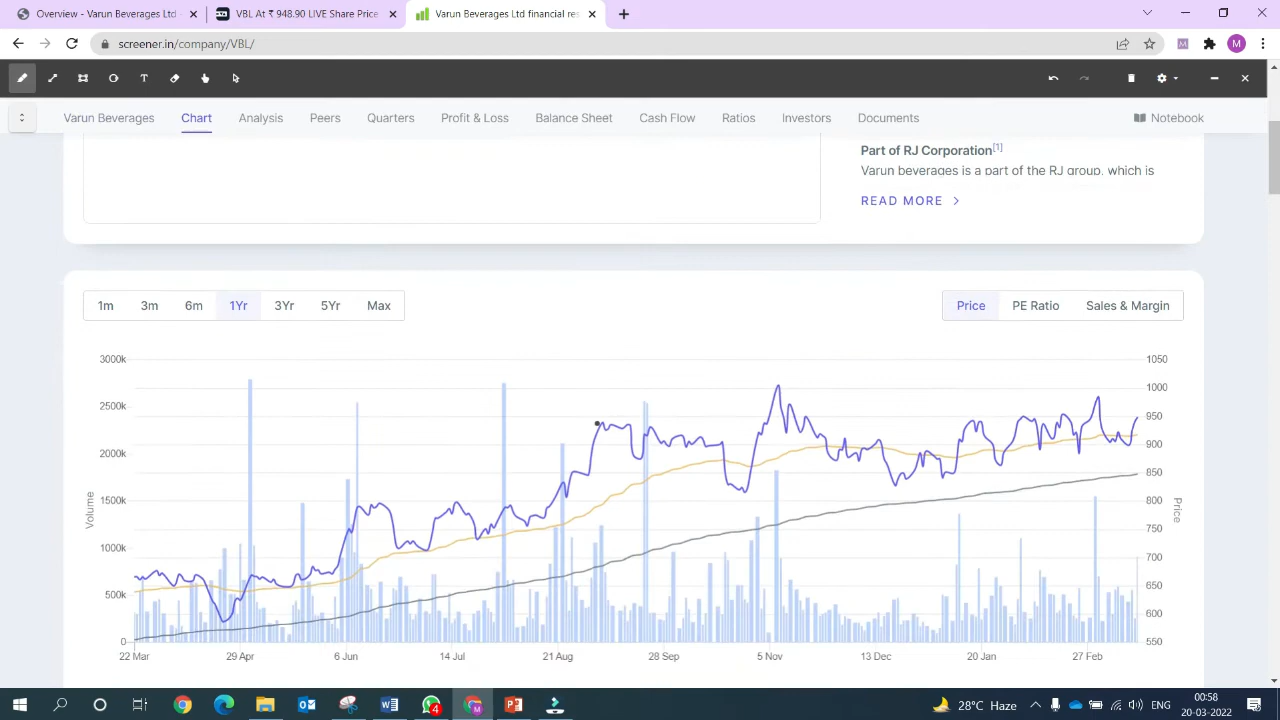 Overview - Varun Beverages Ltd
VBL ₹ 948.90 LIVE Share Price
Varun Beverages Ltd financial res
screener.in/company/VBL/
M
M
T
Varun Beverages
Chart
Analysis
Peers
Quarters
Profit & Loss
Balance Sheet
Cash Flow
Ratios
Investors
Documents
Notebook
Part of RJ Corporation[1]
Varun beverages is a part of the RJ group, which is
READ MORE
1m 3m 6m 1Yr 3Yr 5Yr Max
Price PE Ratio Sales & Margin
3000k 1050
1000
2500k 950
2000k 900
850
1500k 800
750
1000k 700
650
500k 600
0 550
Volume
Price
22 Mar 29 Apr 6 Jun 14 Jul 21 Aug 28 Sep 5 Nov 13 Dec 20 Jan 27 Feb
4
28°C Haze
ENG
00:58
20-03-2022